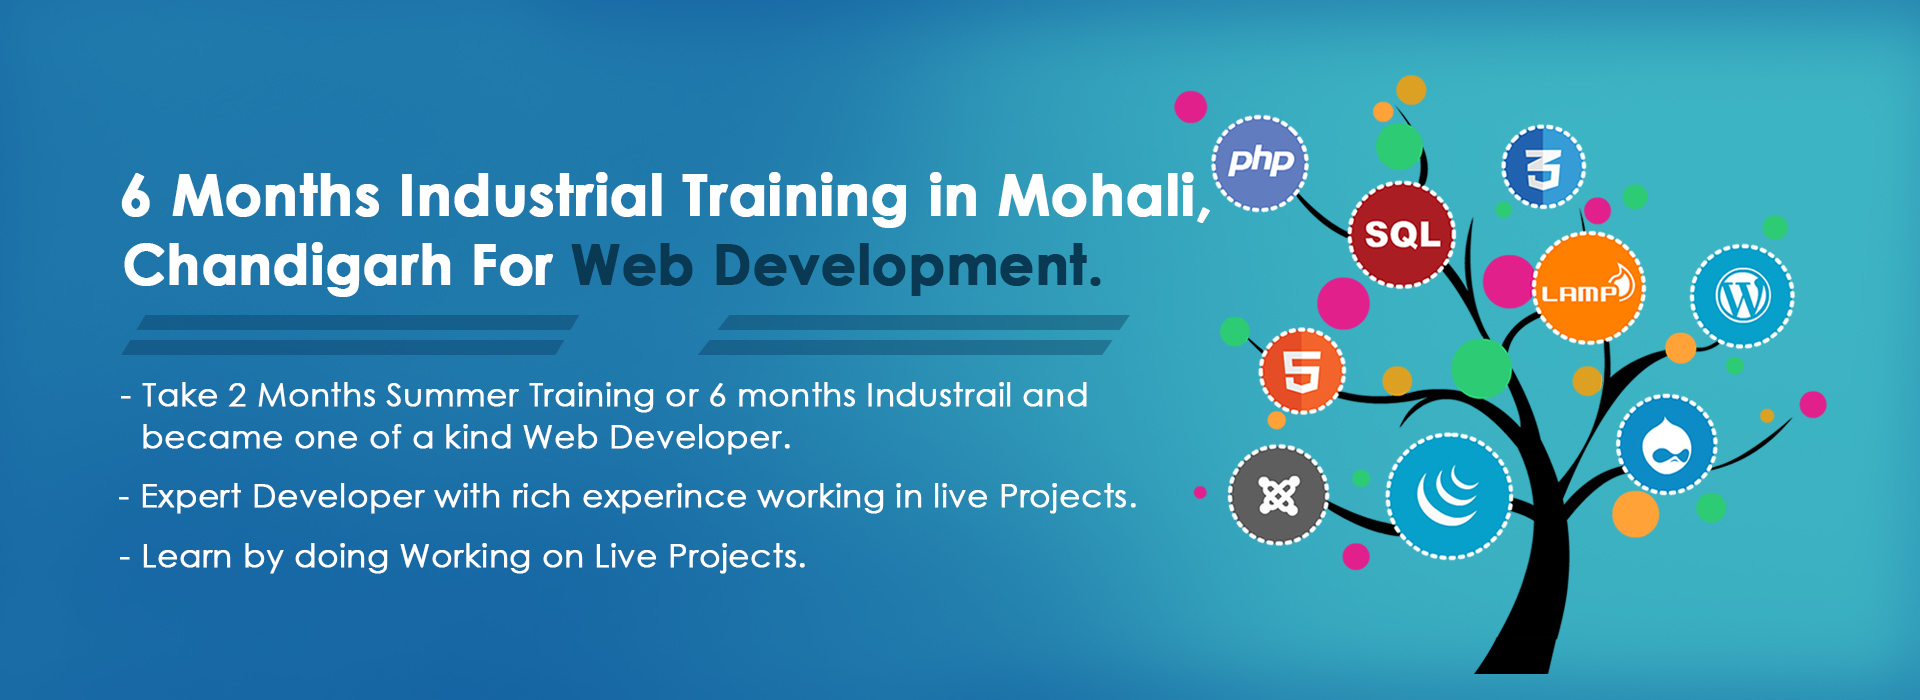 6 Months Industrial Training in Mohali,
Chandigarh For Web Development.
- Take 2 Months Summer Training or 6 months Industrail and
became one of a kind Web Developer.
- Expert Developer with rich experince working in live Projects.
- Learn by doing Working on Live Projects.
php
3
SQL
LAMP
W
5